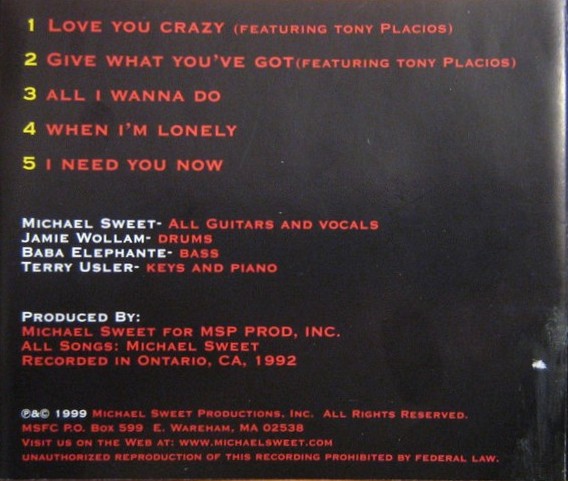 1 LOVE YOU CRAZY (FEATURING TONY PLACIOS)
2 GIVE WHAT YOU'VE GOT(FEATURING TONY PLACIOS)
3 ALL I WANNA DO
4 WHEN I'M LONELY
5 I NEED YOU NOW
MICHAEL SWEET- ALL GUITARS AND VOCALS
JAMIE WOLLAM- DRUMS
BABA ELEPHANTE- BASS
TERRY USLER- KEYS AND PIANO
PRODUCED BY:
MICHAEL SWEET FOR MSP PROD, INC.
ALL SONGS: MICHAEL SWEET
RECORDED IN ONTARIO, CA, 1992
℗&© 1999 MICHAEL SWEET PRODUCTIONS, INC. ALL RIGHTS RESERVED.
MSFC P.O. BOX 599 E. WAREHAM, MA 02538
VISIT US ON THE WEB AT: WWW.MICHAELSWEET.COM
UNAUTHORIZED REPRODUCTION OF THIS RECORDING PROHIBITED BY FEDERAL LAW.